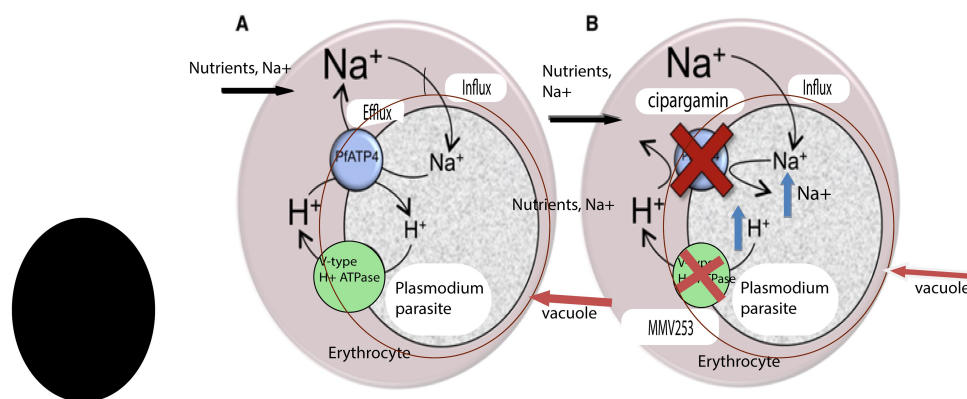 A
Nutrients, Na+
Na+
Influx
Efflux
PfATP4
Na+
H+
H+
V-type
H+ ATPase
Plasmodium
parasite
vacuole
Erythrocyte
B
Nutrients,
Na+
Na+
Influx
cipargamin
Na+
Na+
Nutrients, Na+
H+
H+
V-type
Plasmodium
parasite
vacuole
MMV253
Erythrocyte